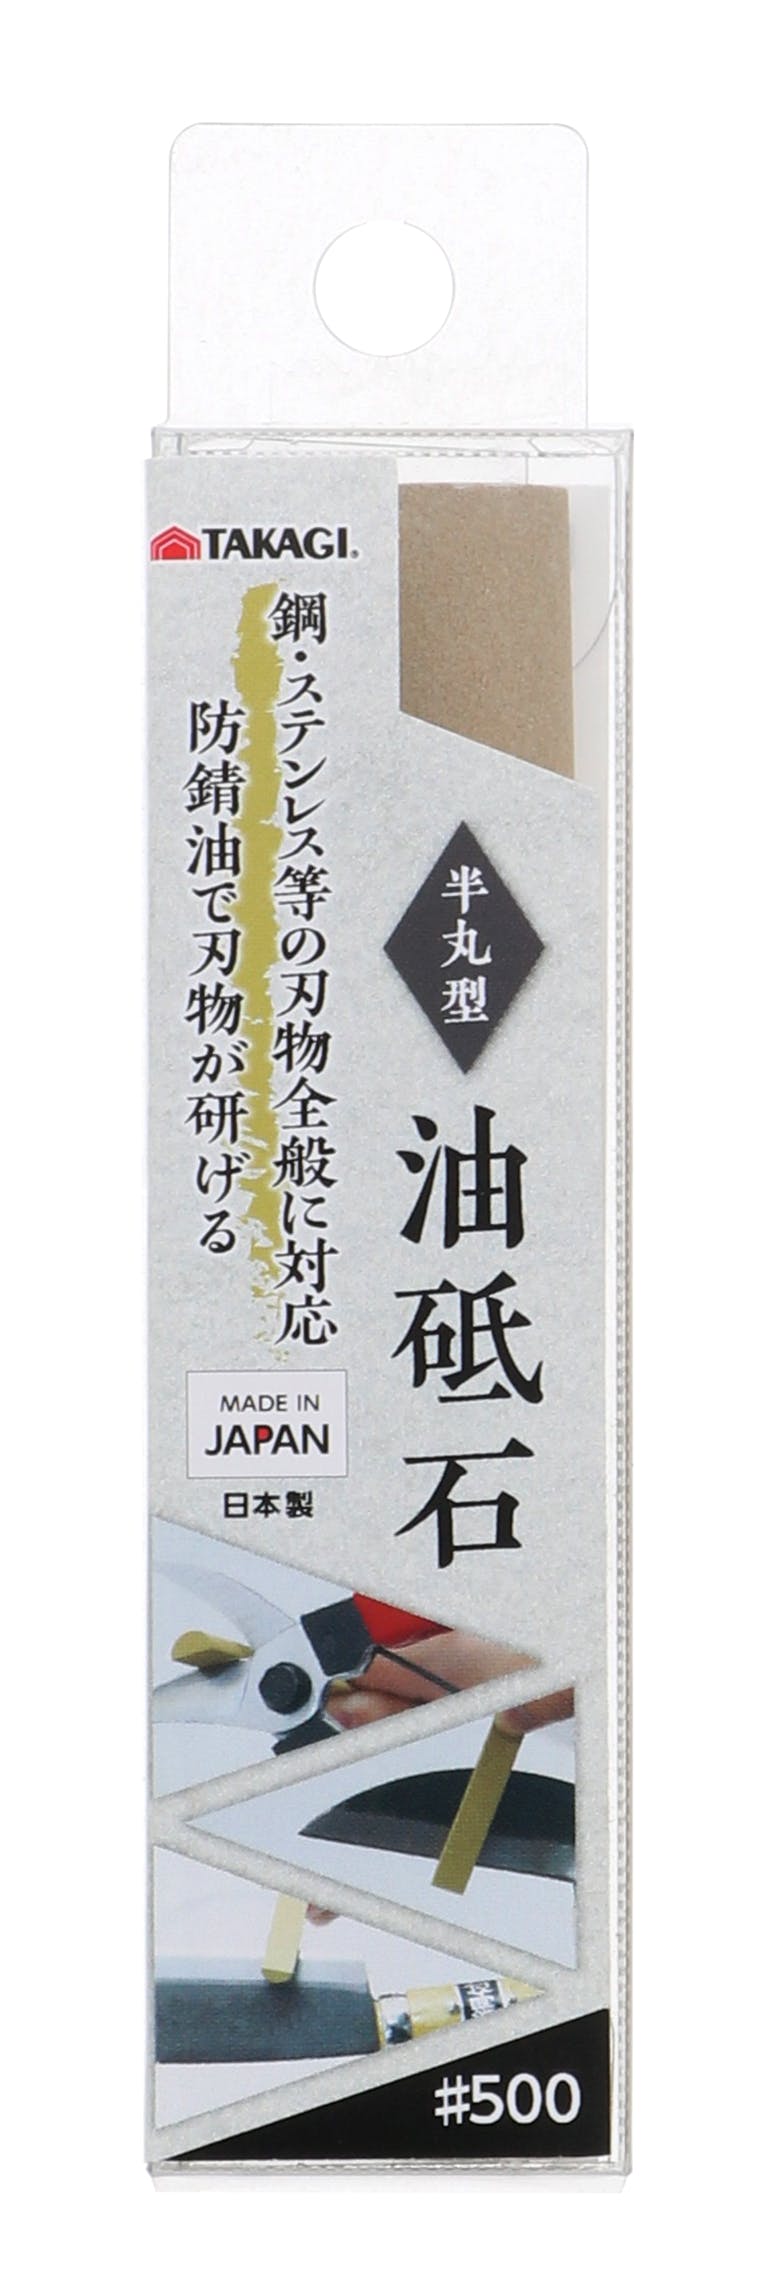 TAKAGI
鋼・ステンレス等の刃物全般に対応
防錆油で刃物が研げる
半丸型
油砥石
MADE IN
JAPAN
日本製
#500